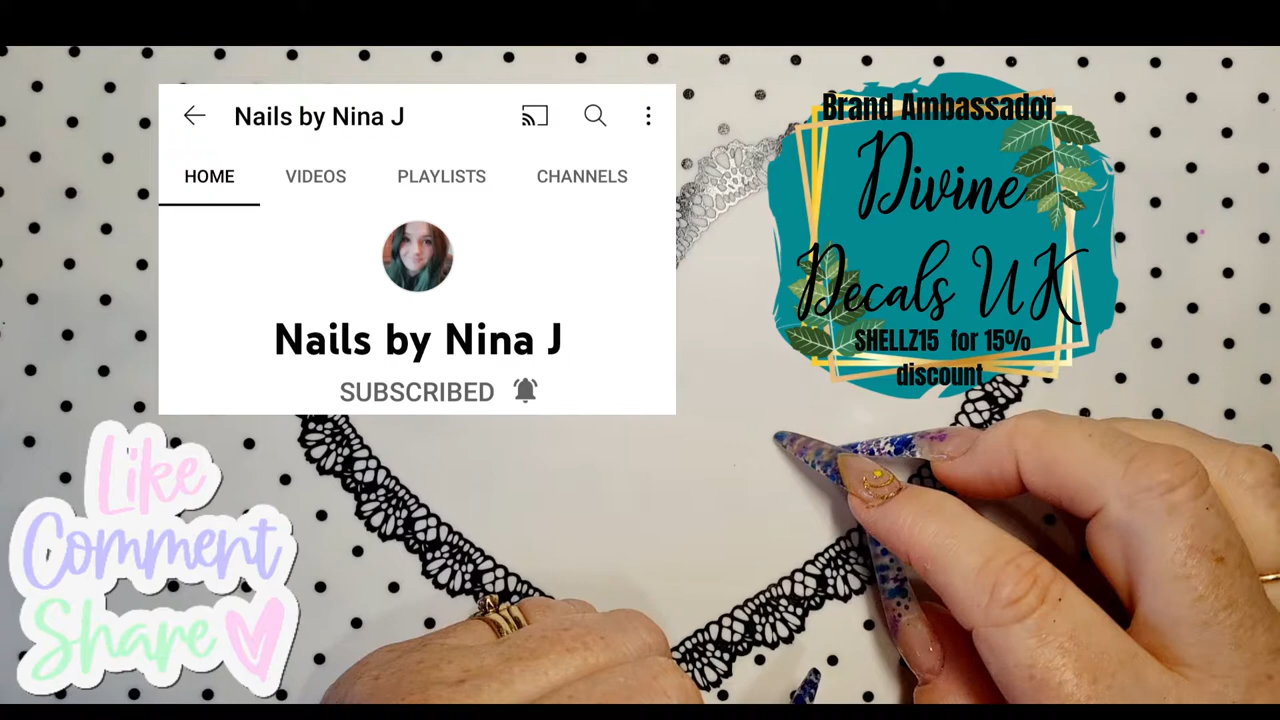 Nails by Nina J
HOME VIDEOS PLAYLISTS CHANNELS
Nails by Nina J
SUBSCRIBED
Brand Ambassador
Divine
Decals UK
SHELLZ15 for 15%
discount
Like
Comment
Share